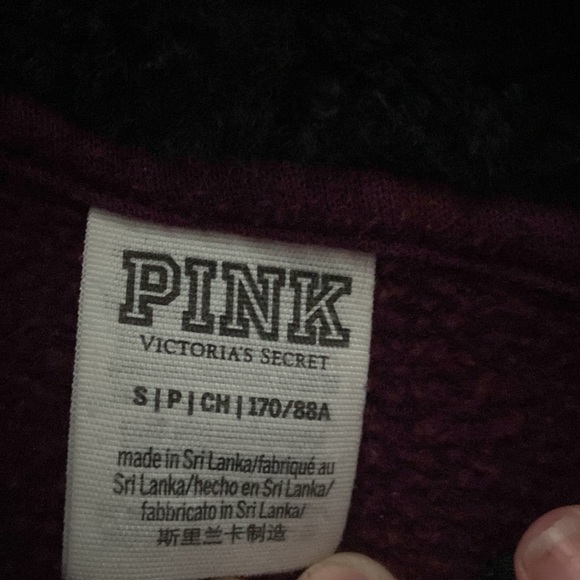 PINK
VICTORIA'S SECRET
S | P | CH | 170/88A
made in Sri Lanka/fabriqué au
Sri Lanka/hecho en Sri Lanka/
fabbricato in Sri Lanka/
斯里兰卡制造